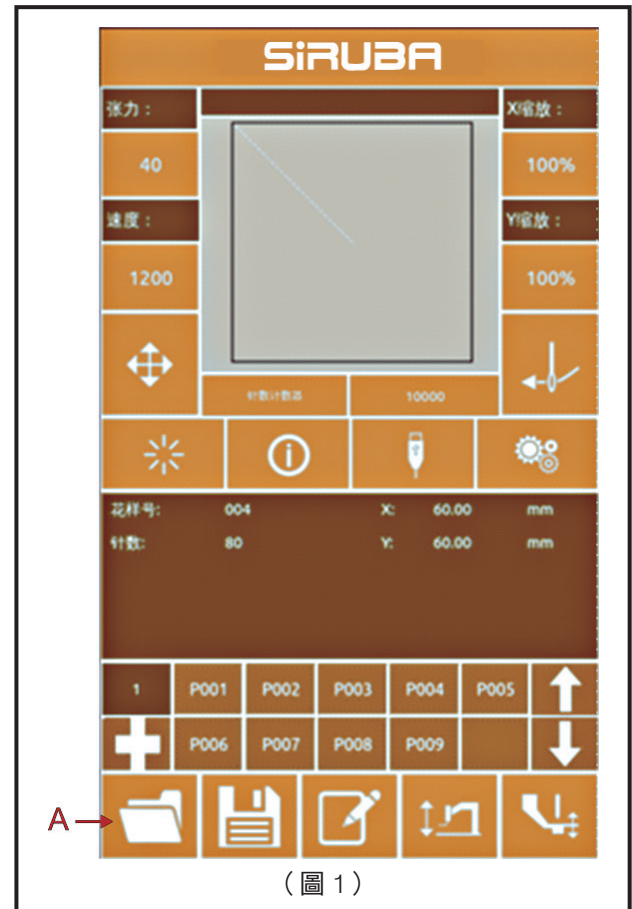 SiRUBA
张力：
X缩放：
40
100%
速度：
Y缩放：
1200
100%
针数计数器 10000
花样号: 004 X: 60.00 mm
针数: 80 Y: 60.00 mm
1 P001 P002 P003 P004 P005
P006 P007 P008 P009
A
（圖 1）